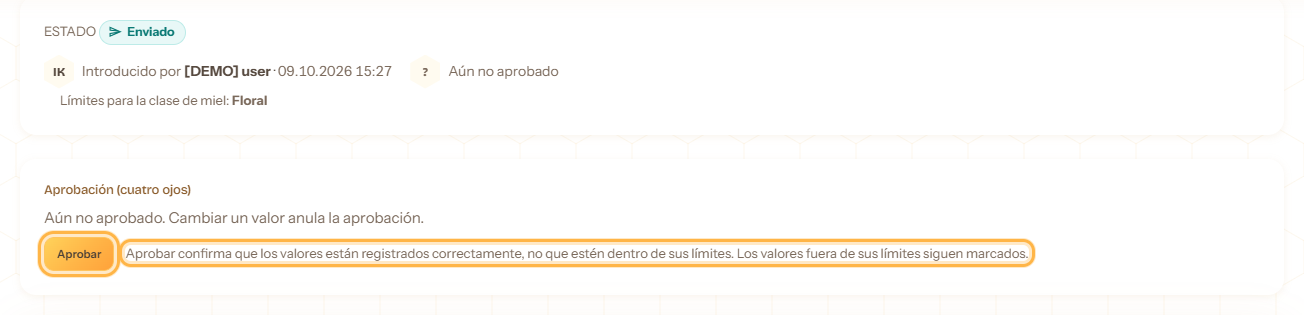 ESTADO Enviado
IK Introducido por [DEMO] user · 09.10.2026 15:27 ? Aún no aprobado
Límites para la clase de miel: Floral
Aprobación (cuatro ojos)
Aún no aprobado. Cambiar un valor anula la aprobación.
Aprobar Aprobar confirma que los valores están registrados correctamente, no que estén dentro de sus límites. Los valores fuera de sus límites siguen marcados.